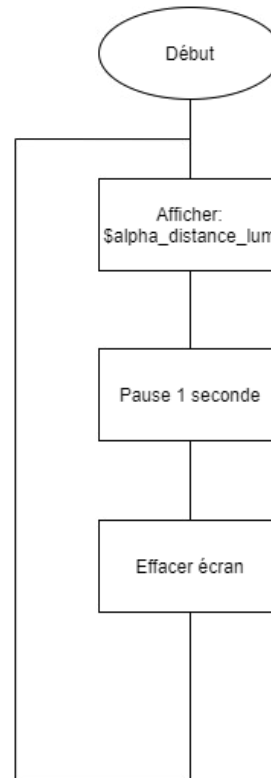 Début
Afficher:
$alpha_distance_lum
Pause 1 seconde
Effacer écran